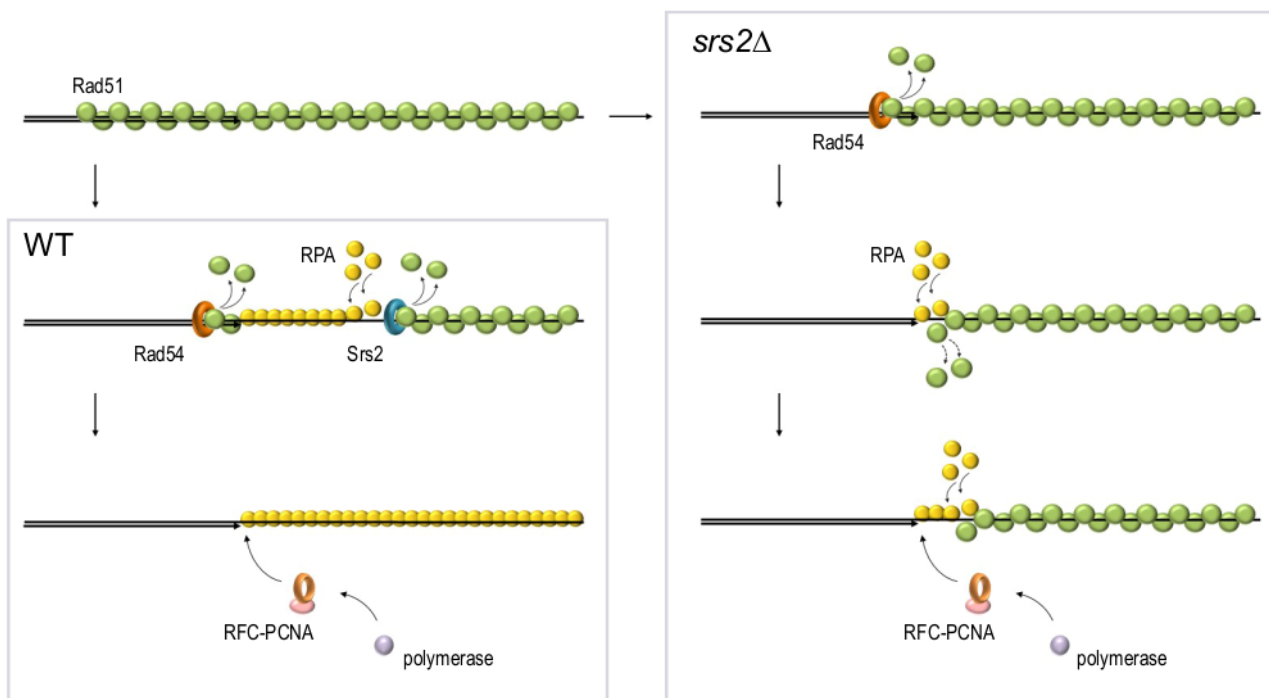 Rad51
srs2Δ
Rad54
WT
RPA
Rad54
Srs2
RPA
RFC-PCNA
polymerase
RFC-PCNA
polymerase